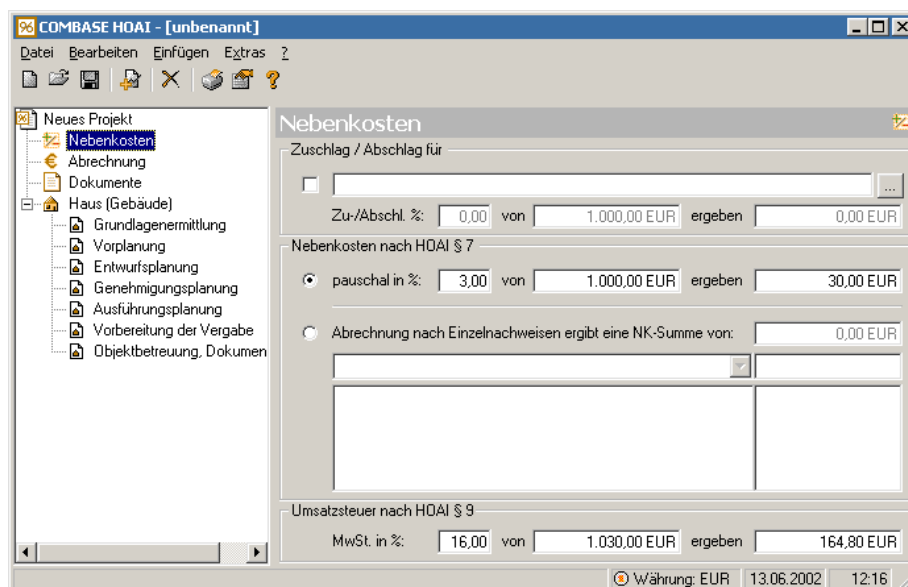 COMBASE HOAI - [unbenannt]
Datei Bearbeiten Einfügen Extras ?
Neues Projekt
Nebenkosten
Abrechnung
Dokumente
Haus (Gebäude)
Grundlagenermittlung
Vorplanung
Entwurfsplanung
Genehmigungsplanung
Ausführungsplanung
Vorbereitung der Vergabe
Objektbetreuung, Dokumen
Nebenkosten
Zuschlag / Abschlag für
...
Zu-/Abschl. %: 0,00 von 1.000,00 EUR ergeben 0,00 EUR
Nebenkosten nach HOAI § 7
pauschal in %: 3,00 von 1.000,00 EUR ergeben 30,00 EUR
Abrechnung nach Einzelnachweisen ergibt eine NK-Summe von: 0,00 EUR
Umsatzsteuer nach HOAI § 9
MwSt. in %: 16,00 von 1.030,00 EUR ergeben 164,80 EUR
Währung: EUR 13.06.2002 12:16